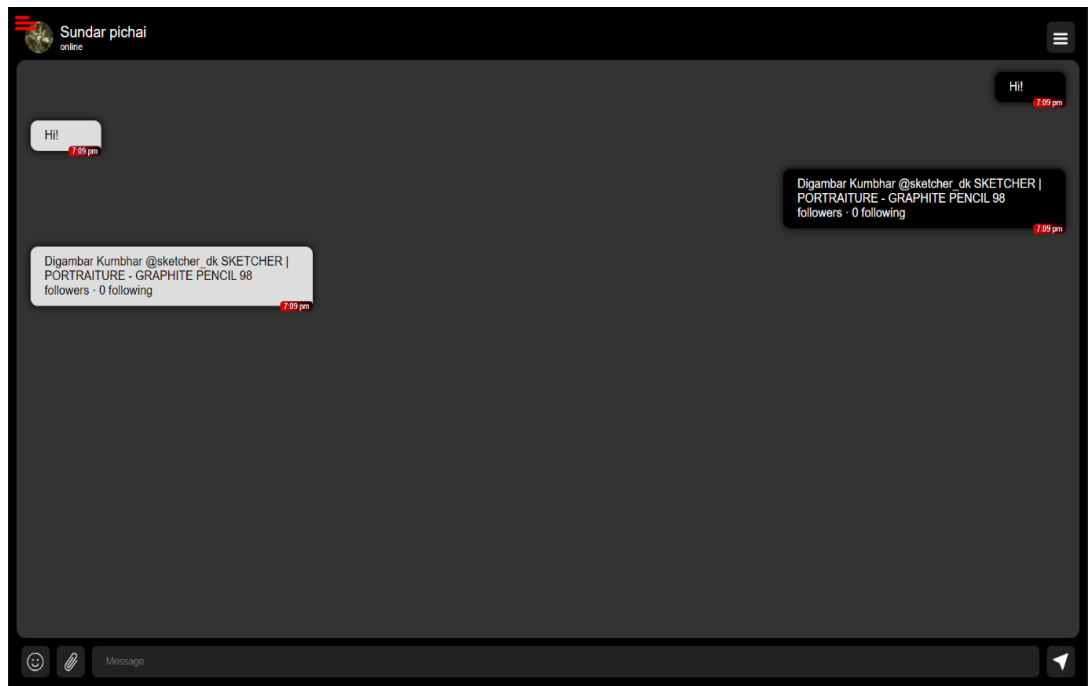 Sundar pichai
online
Hi!
7:09 pm
Hi!
7:09 pm
Digambar Kumbhar @sketcher_dk SKETCHER |
PORTRAITURE - GRAPHITE PENCIL 98
followers · 0 following
7:09 pm
Digambar Kumbhar @sketcher_dk SKETCHER |
PORTRAITURE - GRAPHITE PENCIL 98
followers · 0 following
7:09 pm
Message